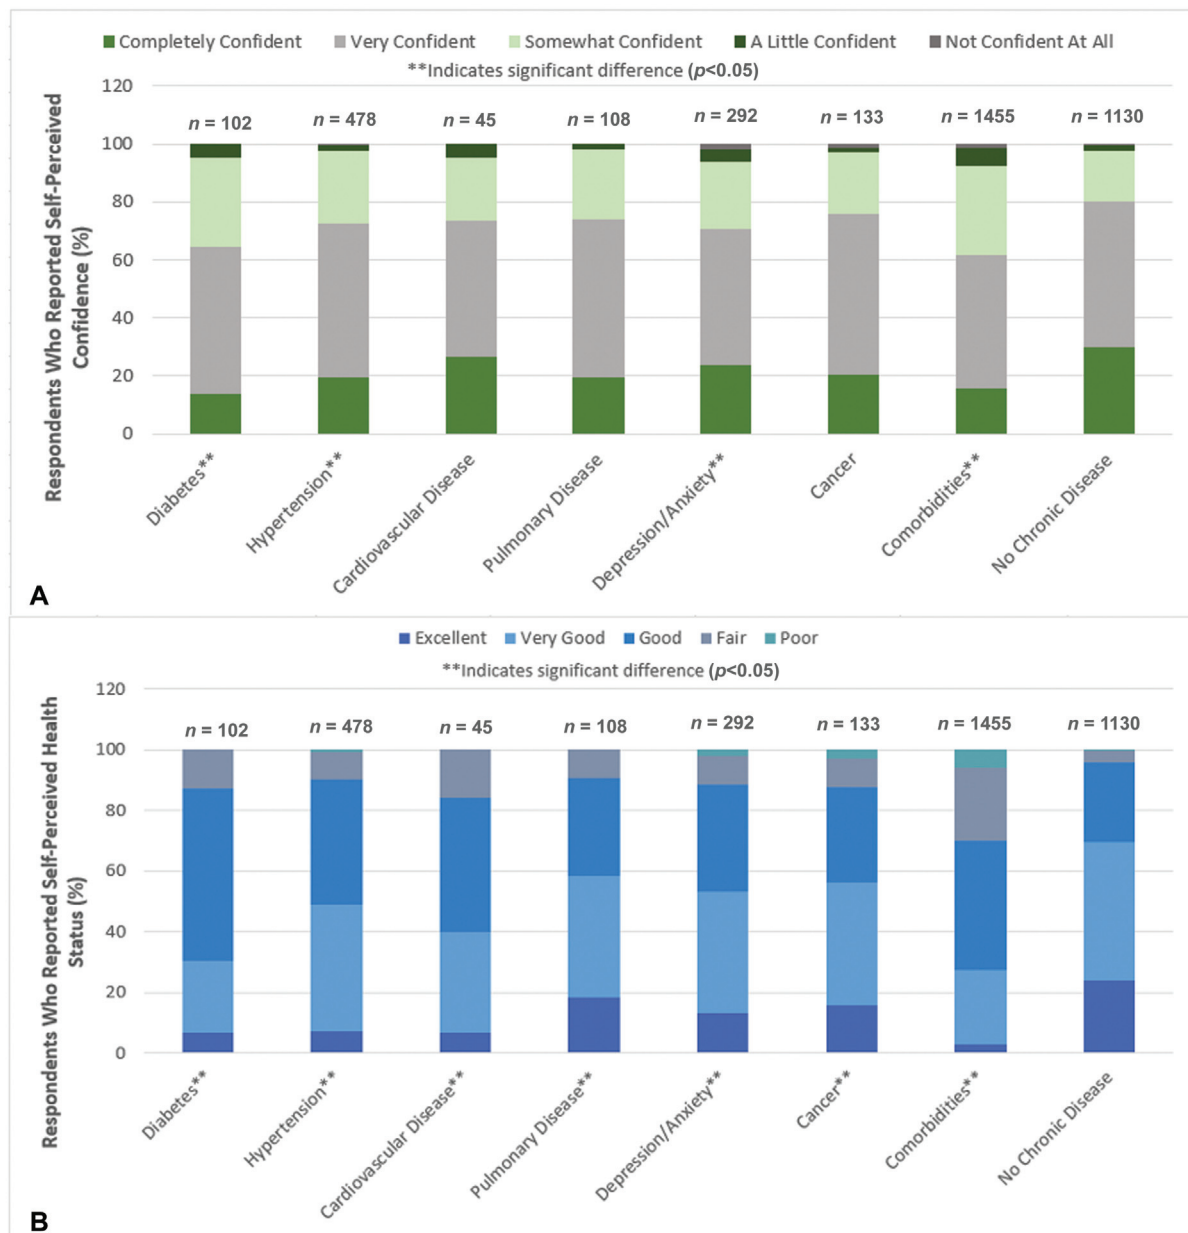 Completely Confident Very Confident Somewhat Confident A Little Confident Not Confident At All
**Indicates significant difference (p<0.05)
Respondents Who Reported Self-Perceived
Confidence (%)
120
100
80
60
40
20
0
n = 102 n = 478 n = 45 n = 108 n = 292 n = 133 n = 1455 n = 1130
Diabetes**
Hypertension**
Cardiovascular Disease
Pulmonary Disease
Depression/Anxiety**
Cancer
Comorbidities**
No Chronic Disease
A
Excellent Very Good Good Fair Poor
**Indicates significant difference (p<0.05)
Respondents Who Reported Self-Perceived Health
Status (%)
120
100
80
60
40
20
0
n = 102 n = 478 n = 45 n = 108 n = 292 n = 133 n = 1455 n = 1130
Diabetes**
Hypertension**
Cardiovascular Disease**
Pulmonary Disease**
Depression/Anxiety**
Cancer**
Comorbidities**
No Chronic Disease
B